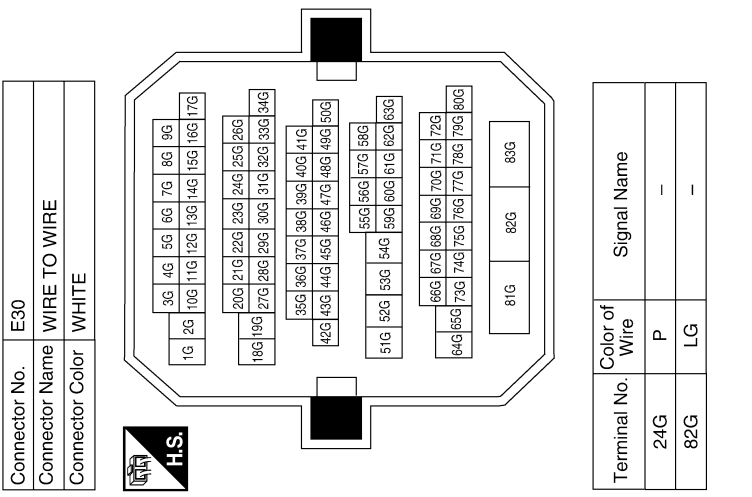 Connector No. E30
Connector Name WIRE TO WIRE
Connector Color WHITE
H.S.
3G 4G 5G 6G 7G 8G 9G
1G 2G 10G 11G 12G 13G 14G 15G 16G 17G
20G 21G 22G 23G 24G 25G 26G
18G 19G 27G 28G 29G 30G 31G 32G 33G 34G
35G 36G 37G 38G 39G 40G 41G
42G 43G 44G 45G 46G 47G 48G 49G 50G
55G 56G 57G 58G
51G 52G 53G 54G 59G 60G 61G 62G 63G
66G 67G 68G 69G 70G 71G 72G
64G 65G 73G 74G 75G 76G 77G 78G 79G 80G
81G 82G 83G
Terminal No. Color of Wire Signal Name
24G P –
82G LG –